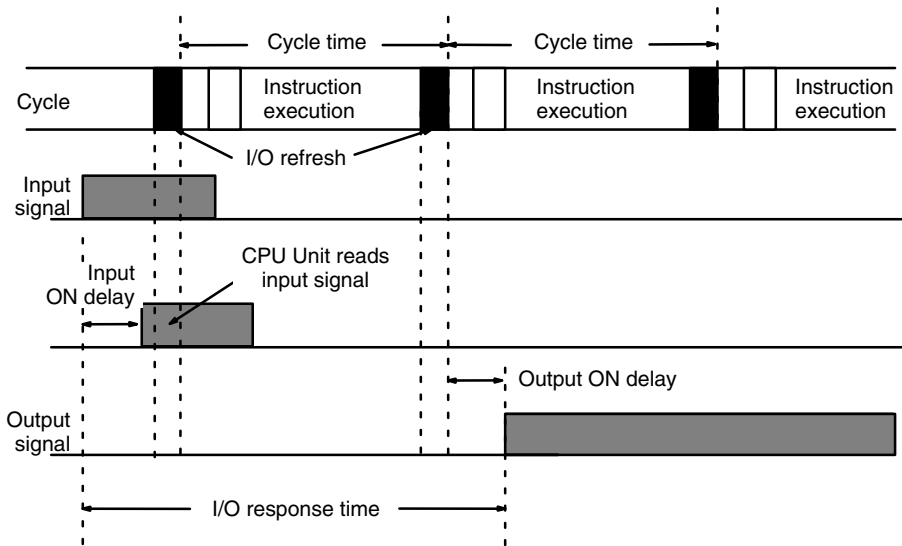 Cycle time
Cycle time
Cycle
Instruction
execution
Instruction
execution
Instruction
execution
I/O refresh
Input
signal
CPU Unit reads
input signal
Input
ON delay
Output ON delay
Output
signal
I/O response time